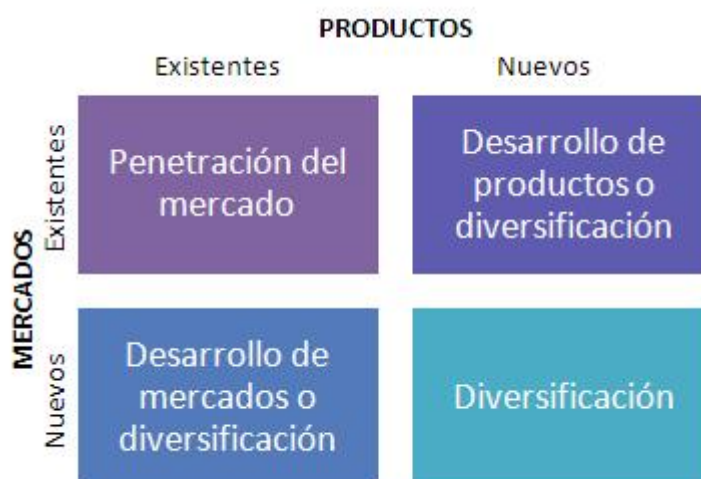 PRODUCTOS
Existentes
Nuevos
MERCADOS
Existentes
Penetración del
mercado
Desarrollo de
productos o
diversificación
Nuevos
Desarrollo de
mercados o
diversificación
Diversificación